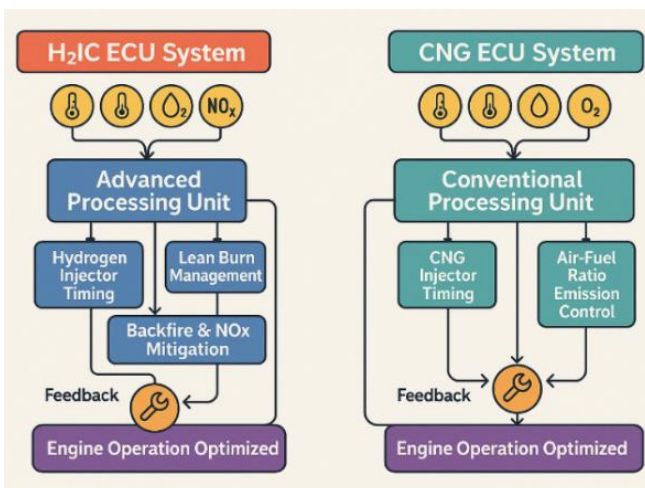 H₂IC ECU System
CNG ECU System
₂
NOx
O₂
Advanced
Processing Unit
Conventional
Processing Unit
Hydrogen
Injector
Timing
Lean Burn
Management
CNG
Injector
Timing
Air-Fuel
Ratio
Emission
Control
Backfire & NOx
Mitigation
Feedback
Feedback
Engine Operation Optimized
Engine Operation Optimized